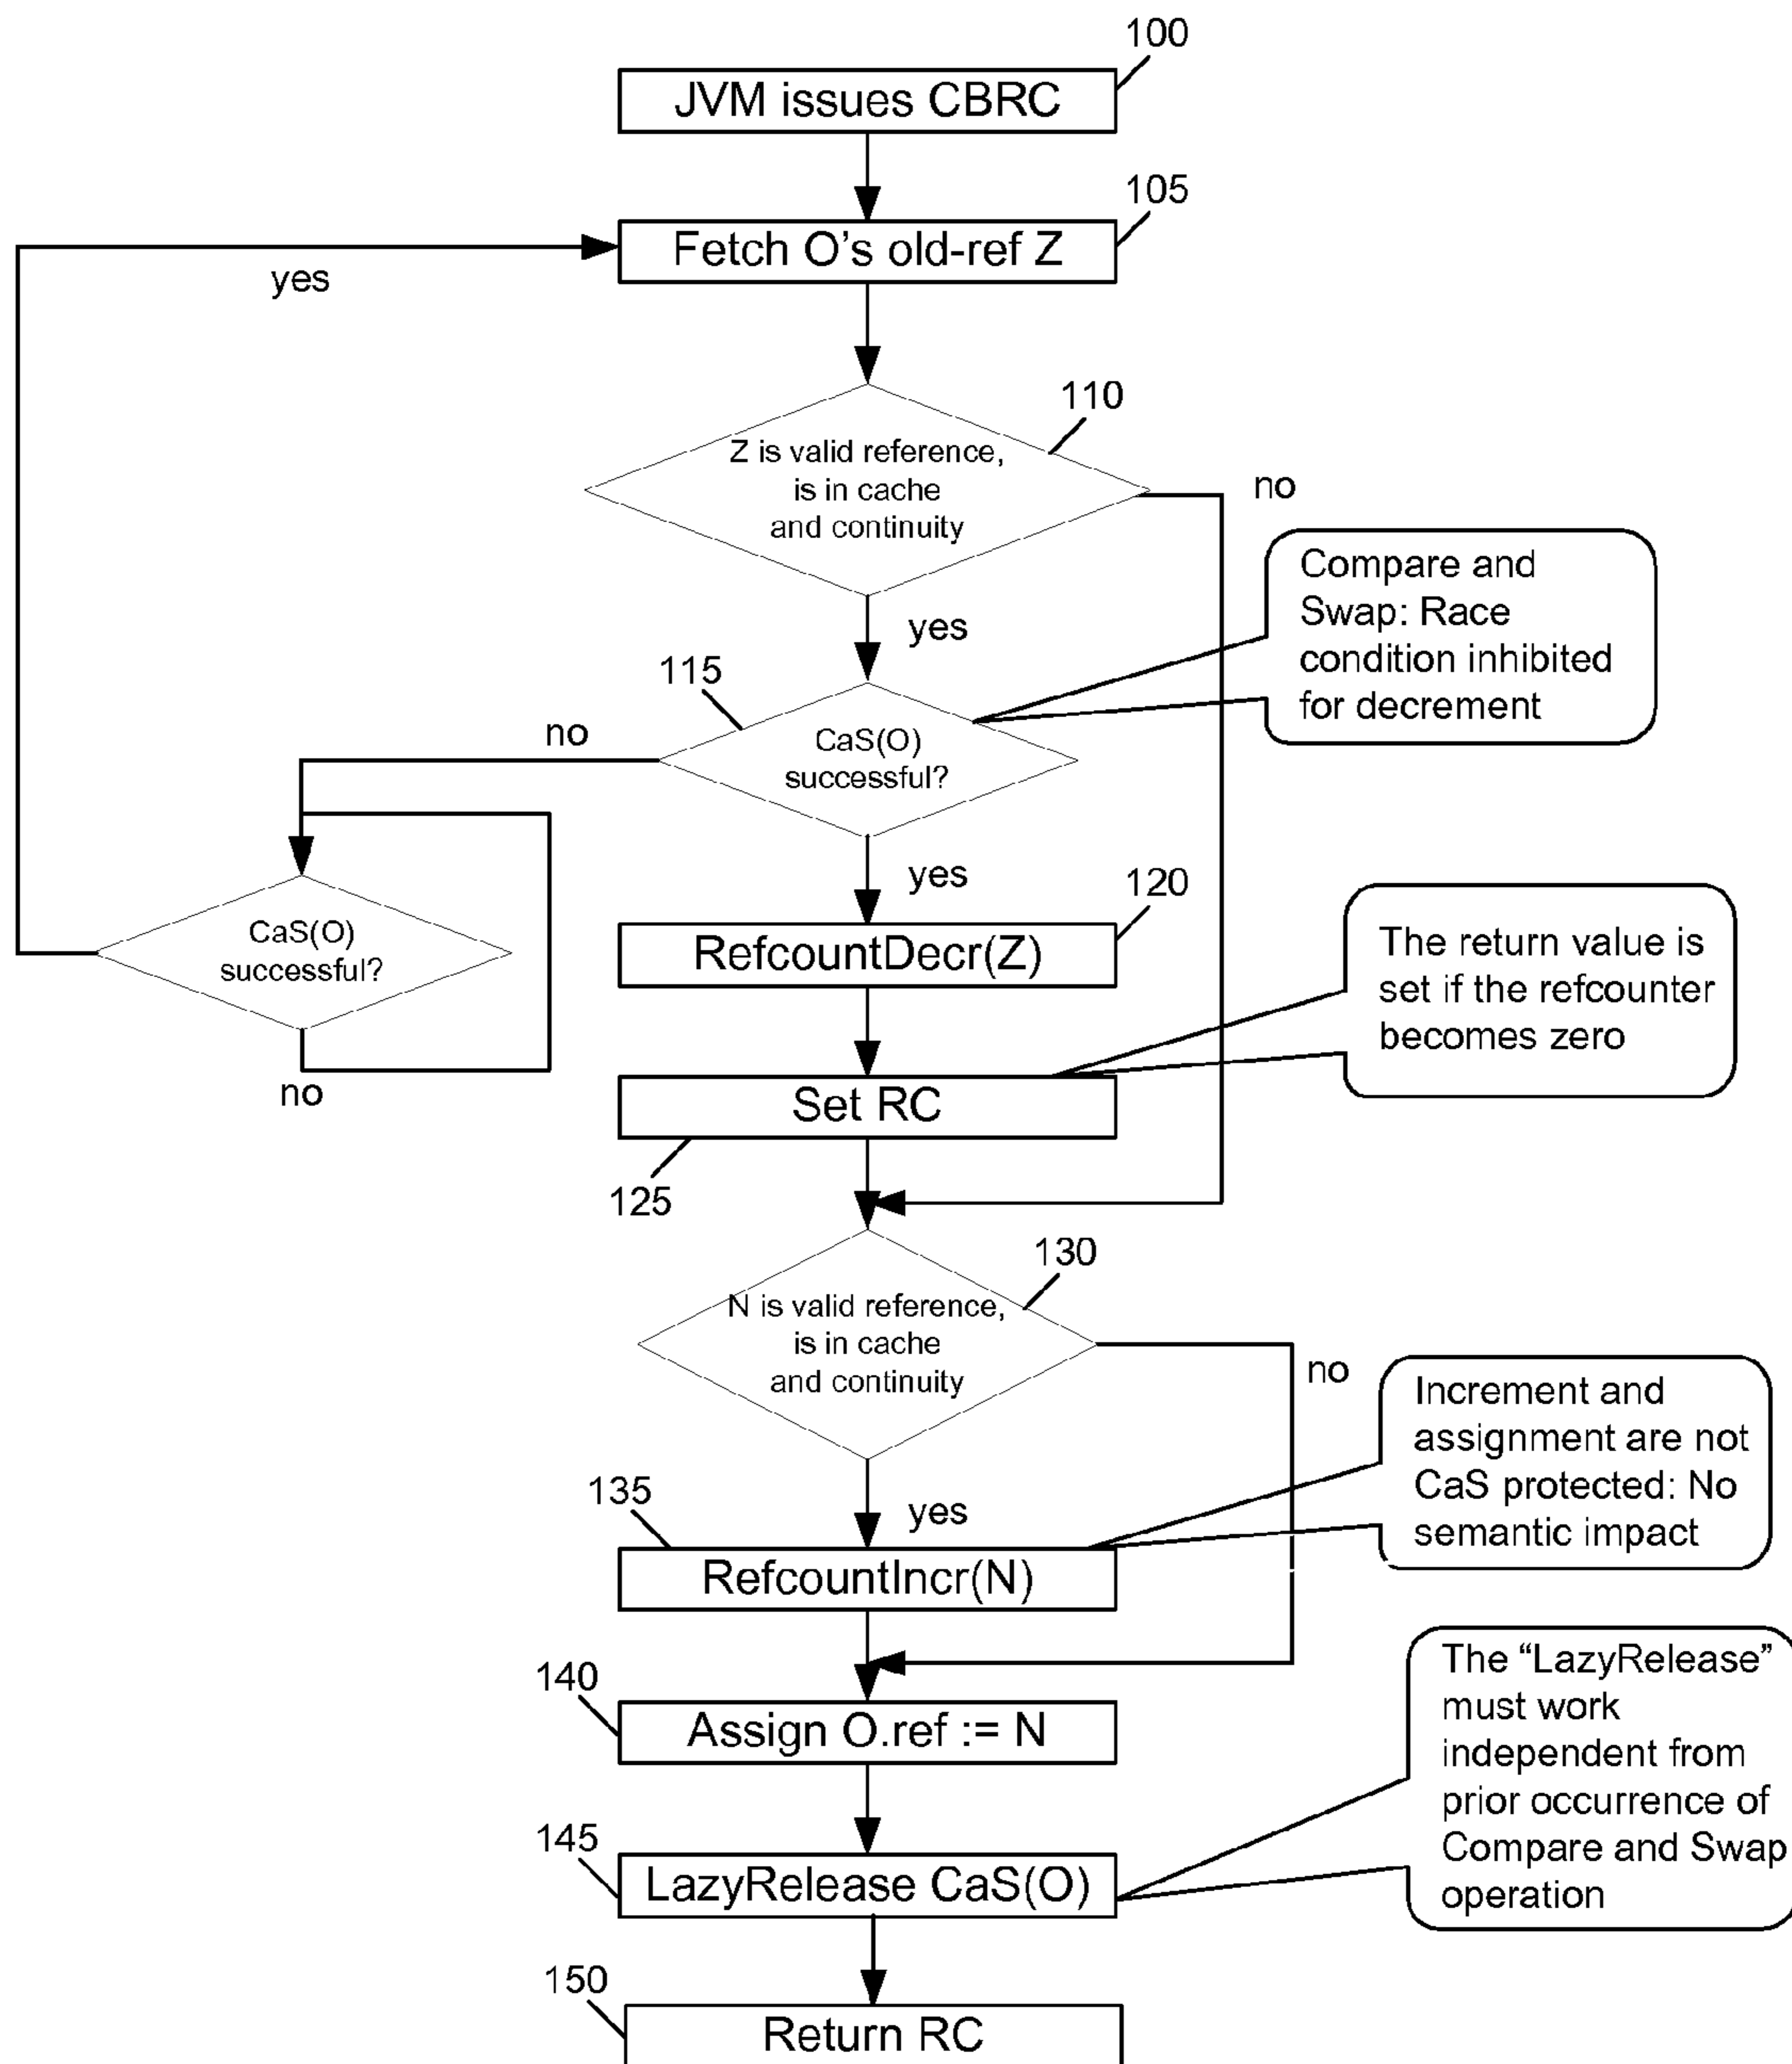 100
JVM issues CBRC
105
Fetch O's old-ref Z
yes
110
Z is valid reference,
is in cache
and continuity
no
yes
Compare and
Swap: Race
condition inhibited
for decrement
115
no
CaS(O)
successful?
yes
CaS(O)
successful?
no
120
RefcountDecr(Z)
The return value is
set if the refcounter
becomes zero
Set RC
125
130
N is valid reference,
is in cache
and continuity
no
yes
Increment and
assignment are not
CaS protected: No
semantic impact
135
RefcountIncr(N)
140
Assign O.ref := N
The “LazyRelease”
must work
independent from
prior occurrence of
Compare and Swap
operation
145
LazyRelease CaS(O)
150
Return RC